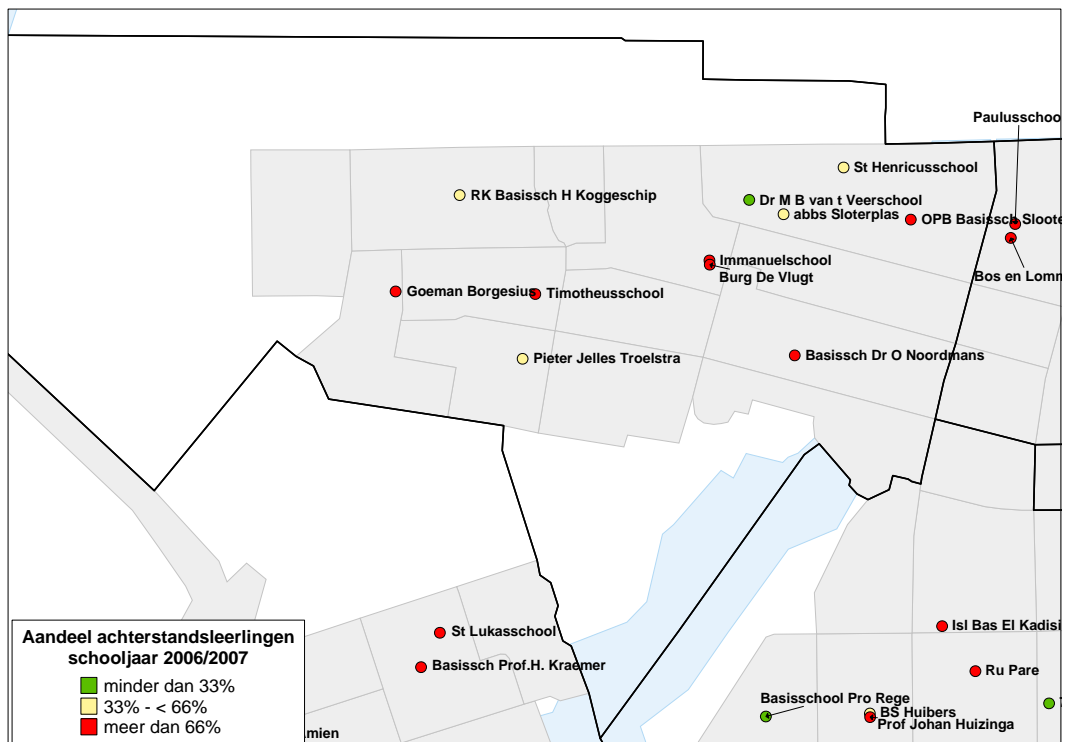 Paulusschoo
St Henricusschool
RK Basissch H Koggeschip
Dr M B van t Veerschool
abbs Sloterplas
OPB Basissch Sloote
Immanuelschool
Burg De Vlugt
Bos en Lomm
Goeman Borgesius
Timotheusschool
Pieter Jelles Troelstra
Basissch Dr O Noordmans
Isl Bas El Kadisi
St Lukasschool
Basissch Prof.H. Kraemer
Ru Pare
Basisschool Pro Rege
BS Huibers
Prof Johan Huizinga
Aandeel achterstandsleerlingen
schooljaar 2006/2007
minder dan 33%
33% - < 66%
meer dan 66%
Amien